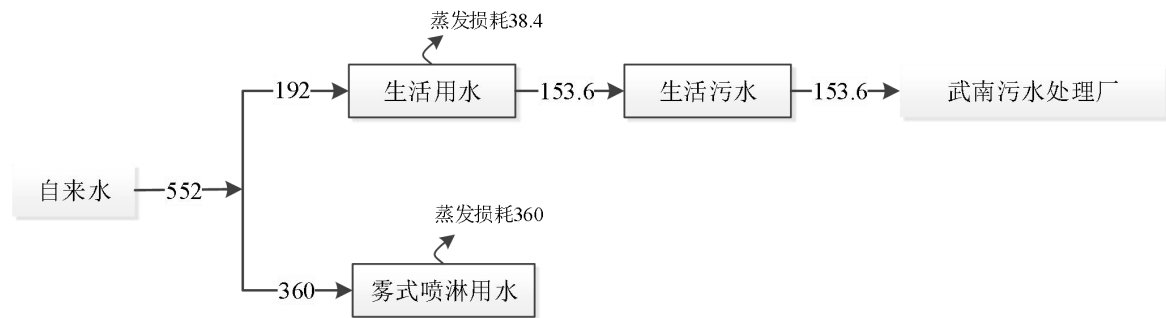 蒸发损耗38.4
192
生活用水
153.6
生活污水
153.6
武南污水处理厂
自来水
552
蒸发损耗360
360
雾式喷淋用水